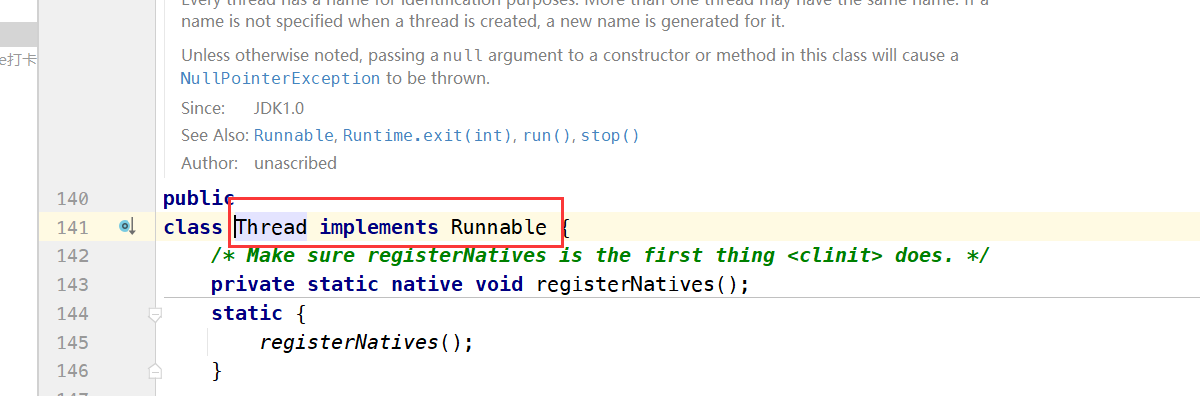 Every thread has a name for identification purposes. More than one thread may have the same name. If a
name is not specified when a thread is created, a new name is generated for it.
e打卡
Unless otherwise noted, passing a null argument to a constructor or method in this class will cause a
NullPointerException to be thrown.
Since: JDK1.0
See Also: Runnable, Runtime.exit(int), run(), stop()
Author: unascribed
140 public
141 class Thread implements Runnable {
142 /* Make sure registerNatives is the first thing <clinit> does. */
143 private static native void registerNatives();
144 static {
145 registerNatives();
146 }
147